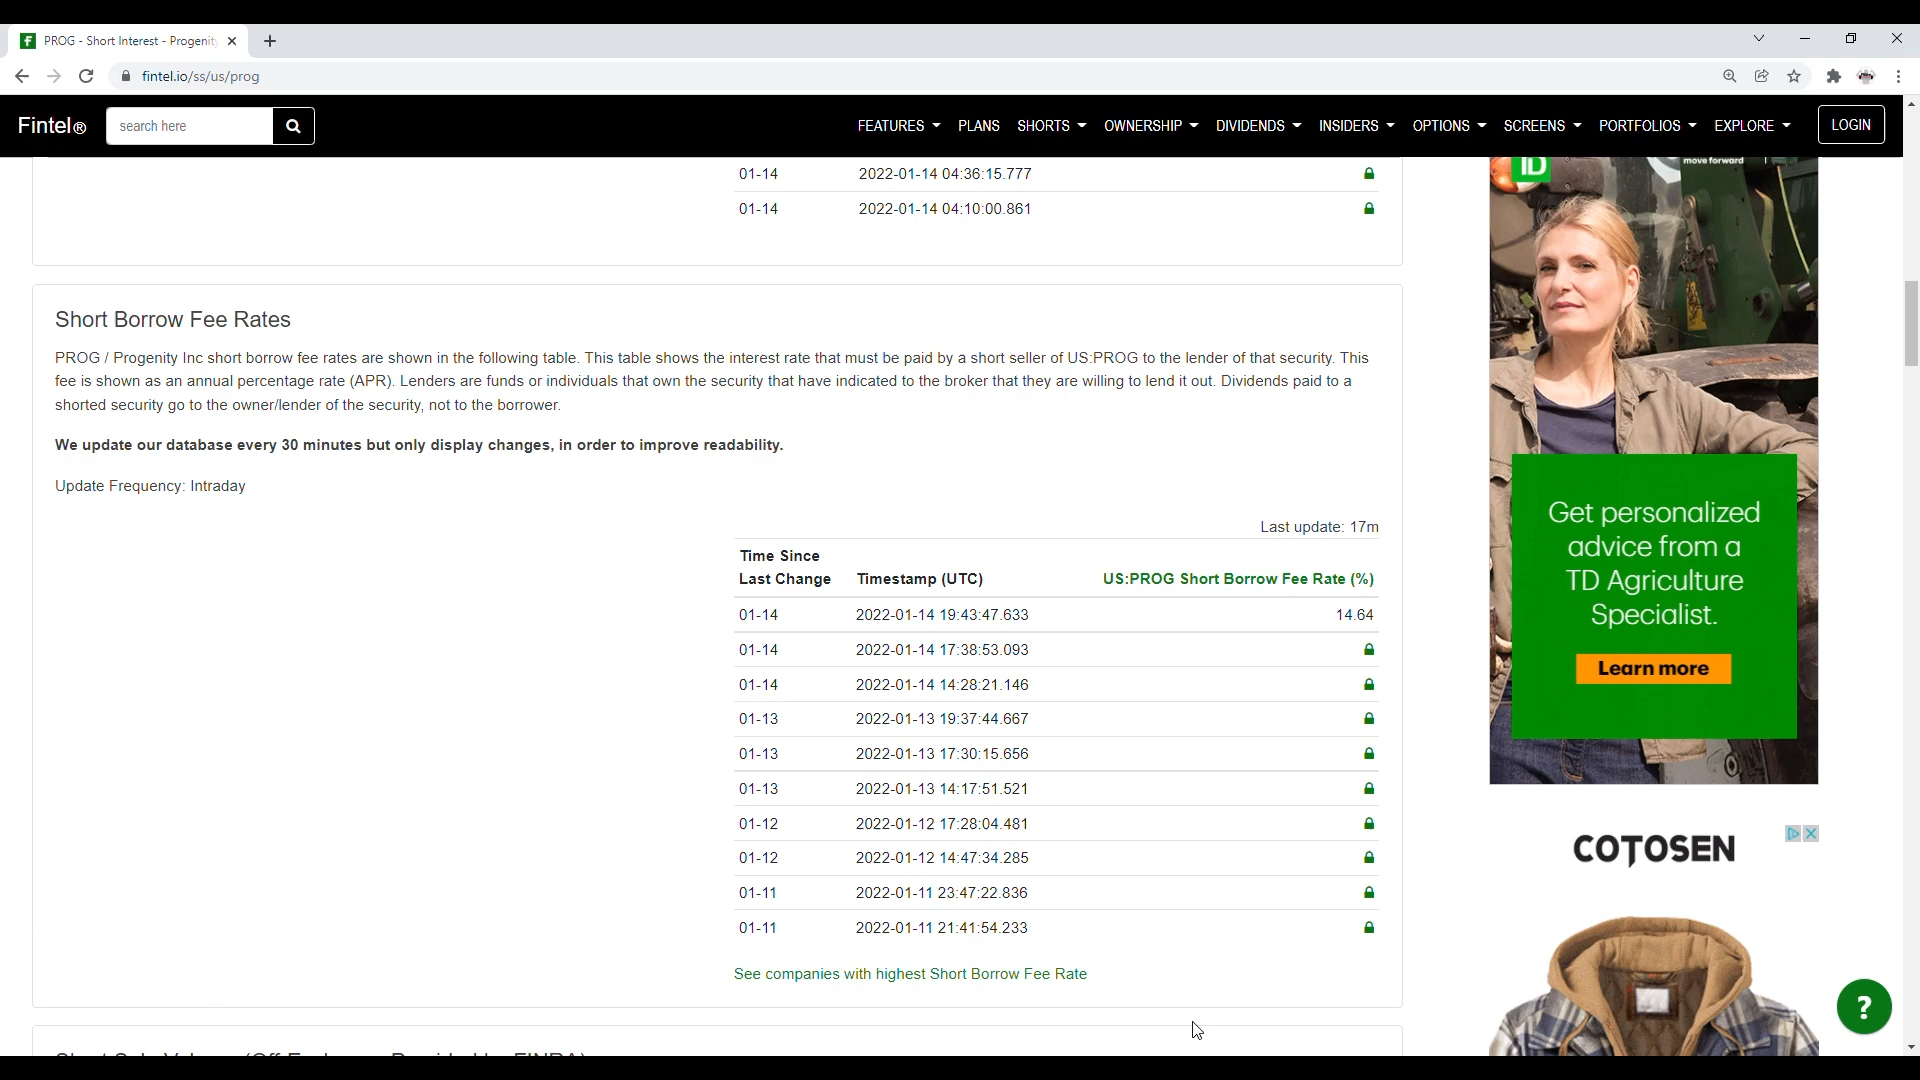 PROG - Short Interest - Progenity
fintel.io/ss/us/prog
Fintel®
search here
FEATURES PLANS SHORTS OWNERSHIP DIVIDENDS INSIDERS OPTIONS SCREENS PORTFOLIOS EXPLORE LOGIN
01-14 2022-01-14 04:36:15.777
01-14 2022-01-14 04:10:00.861
Short Borrow Fee Rates
PROG / Progenity Inc short borrow fee rates are shown in the following table. This table shows the interest rate that must be paid by a short seller of US:PROG to the lender of that security. This
fee is shown as an annual percentage rate (APR). Lenders are funds or individuals that own the security that have indicated to the broker that they are willing to lend it out. Dividends paid to a
shorted security go to the owner/lender of the security, not to the borrower.
We update our database every 30 minutes but only display changes, in order to improve readability.
Update Frequency: Intraday
Last update: 17m
Time Since
Last Change Timestamp (UTC) US:PROG Short Borrow Fee Rate (%)
01-14 2022-01-14 19:43:47.633 14.64
01-14 2022-01-14 17:38:53.093
01-14 2022-01-14 14:28:21.146
01-13 2022-01-13 19:37:44.667
01-13 2022-01-13 17:30:15.656
01-13 2022-01-13 14:17:51.521
01-12 2022-01-12 17:28:04.481
01-12 2022-01-12 14:47:34.285
01-11 2022-01-11 23:47:22.836
01-11 2022-01-11 21:41:54.233
See companies with highest Short Borrow Fee Rate
TD
move forward
Get personalized
advice from a
TD Agriculture
Specialist.
Learn more
COTOSEN
?